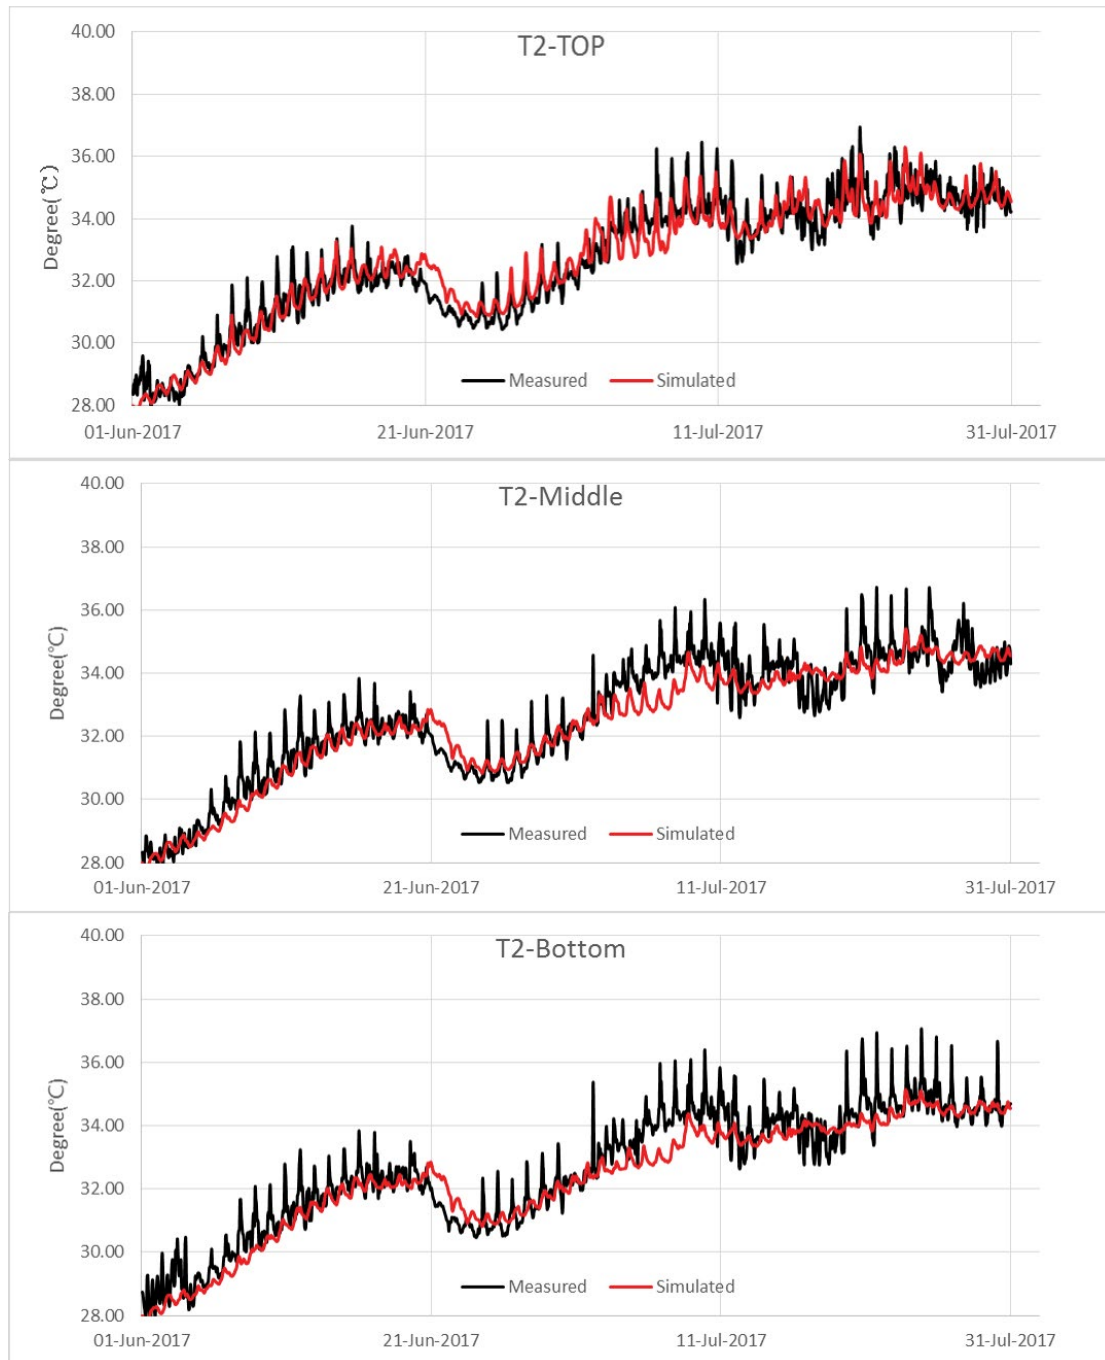 T2-TOP
40.00
38.00
36.00
34.00
32.00
30.00
28.00
Degree(℃)
Measured Simulated
01-Jun-2017 21-Jun-2017 11-Jul-2017 31-Jul-2017
T2-Middle
40.00
38.00
36.00
34.00
32.00
30.00
28.00
Degree(°C)
Measured Simulated
01-Jun-2017 21-Jun-2017 11-Jul-2017 31-Jul-2017
T2-Bottom
40.00
38.00
36.00
34.00
32.00
30.00
28.00
Degree(°C)
Measured Simulated
01-Jun-2017 21-Jun-2017 11-Jul-2017 31-Jul-2017